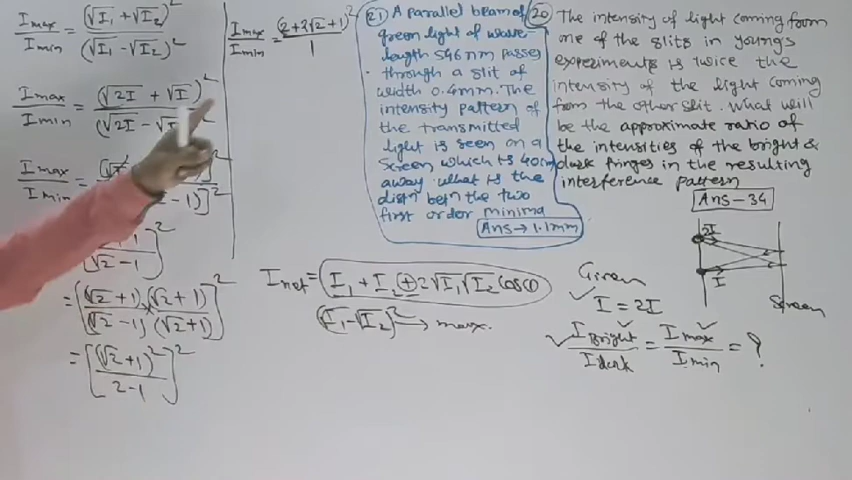 Imax/Imin = (√I₁ + √I₂)²/(√I₁ - √I₂)²
Imax/Imin = (√2I + √I)²/(√2I - √I
Imax/Imin =
- 1)]²
√2 - 1]²
= [(√2 + 1) × (√2 + 1)/(√2 - 1) (√2 + 1)]²
= [(√2 + 1)²/2 - 1]²
Imax/Imin = (2 + 2√2 + 1)²/1
21) A parallel beam of
green light of wave
length 546 nm passes
through a slit of
width 0.4mm. The
intensity pattern of
the transmitted
light is seen on a
screen which is 40cm
away what is the
distn betn the two
first order minima
Ans → 1.1mm
20 The intensity of light coming from
one of the slits in young's
experiments is twice the
intensity of the light coming
from the other slit. What will
be the approximate ratio of
the intensities of the bright &
dark fringes in the resulting
interference pattern
Ans - 34
2I
I
Screen
Inet = I₁ + I₂ + 2√I₁√I₂ cos
(I₁ - √I₂)² → max.
Given
I = 2I
I Bright/I dark = Imax/Imin = ?